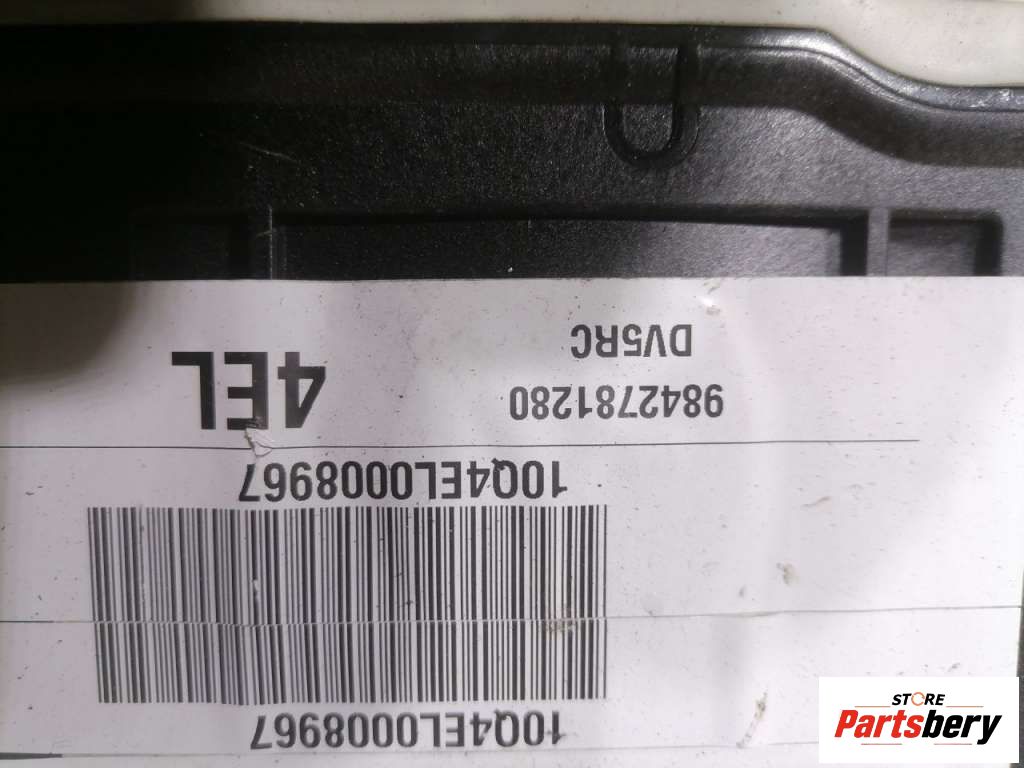 10Q4EL0008967
10Q4EL0008967
9842781280
4EL
DV5RC
STORE
Partsbery